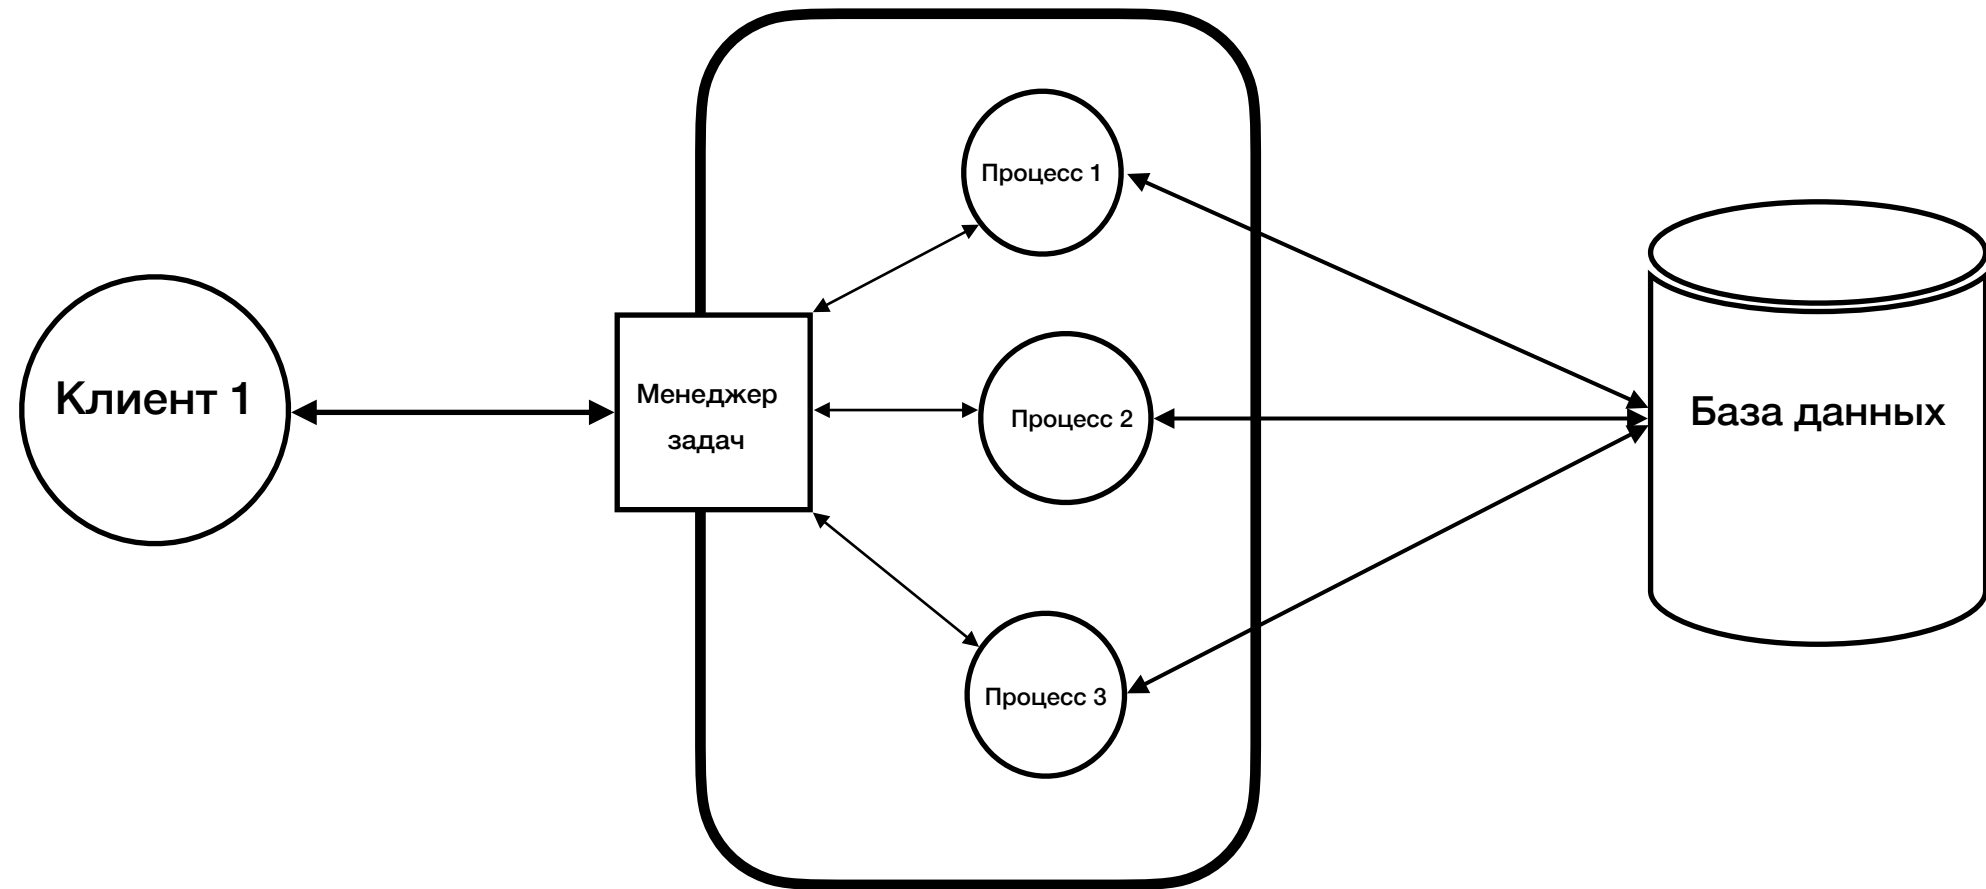 Клиент 1
Менеджер
задач
Процесс 1
Процесс 2
Процесс 3
База данных